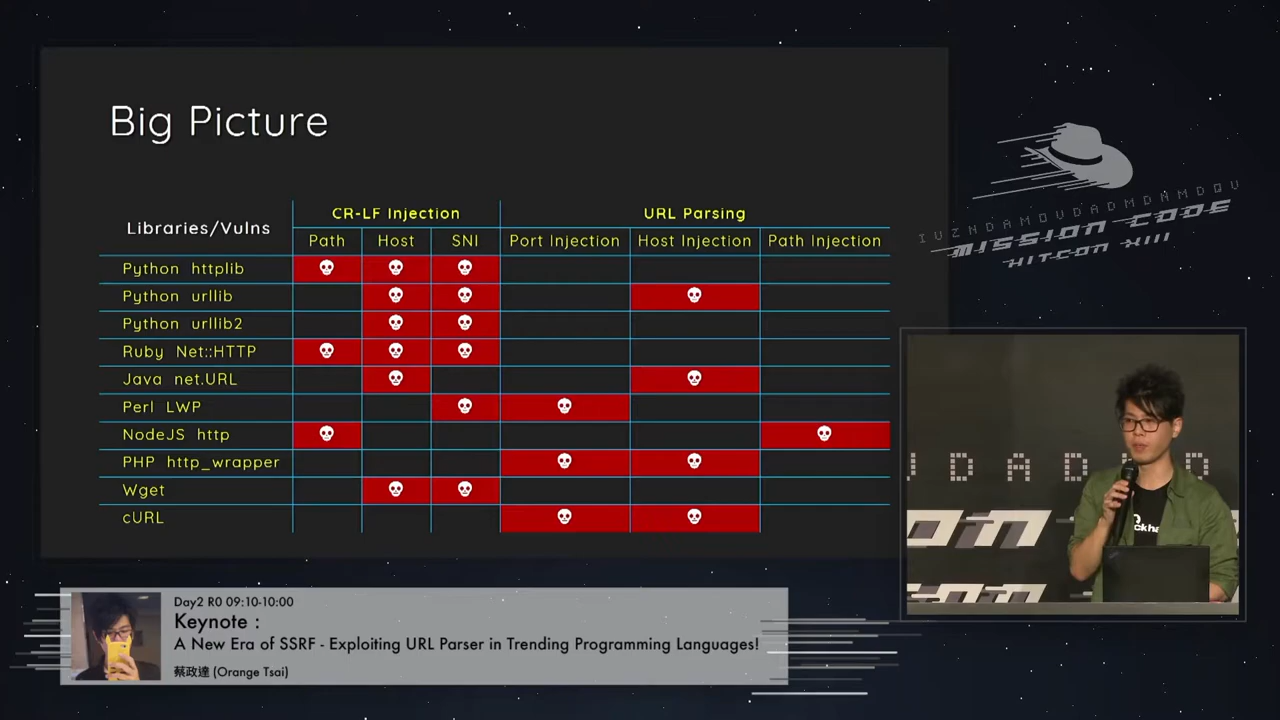 Big Picture
Libraries/Vulns
CR-LF Injection
URL Parsing
Path Host SNI Port Injection Host Injection Path Injection
Python httplib
Python urllib
Python urllib2
Ruby Net::HTTP
Java net.URL
Perl LWP
NodeJS http
PHP http_wrapper
Wget
cURL
MISSION CODE
HITCON XIII
Day2 R0 09:10-10:00
Keynote :
A New Era of SSRF - Exploiting URL Parser in Trending Programming Languages!
蔡政達 (Orange Tsai)